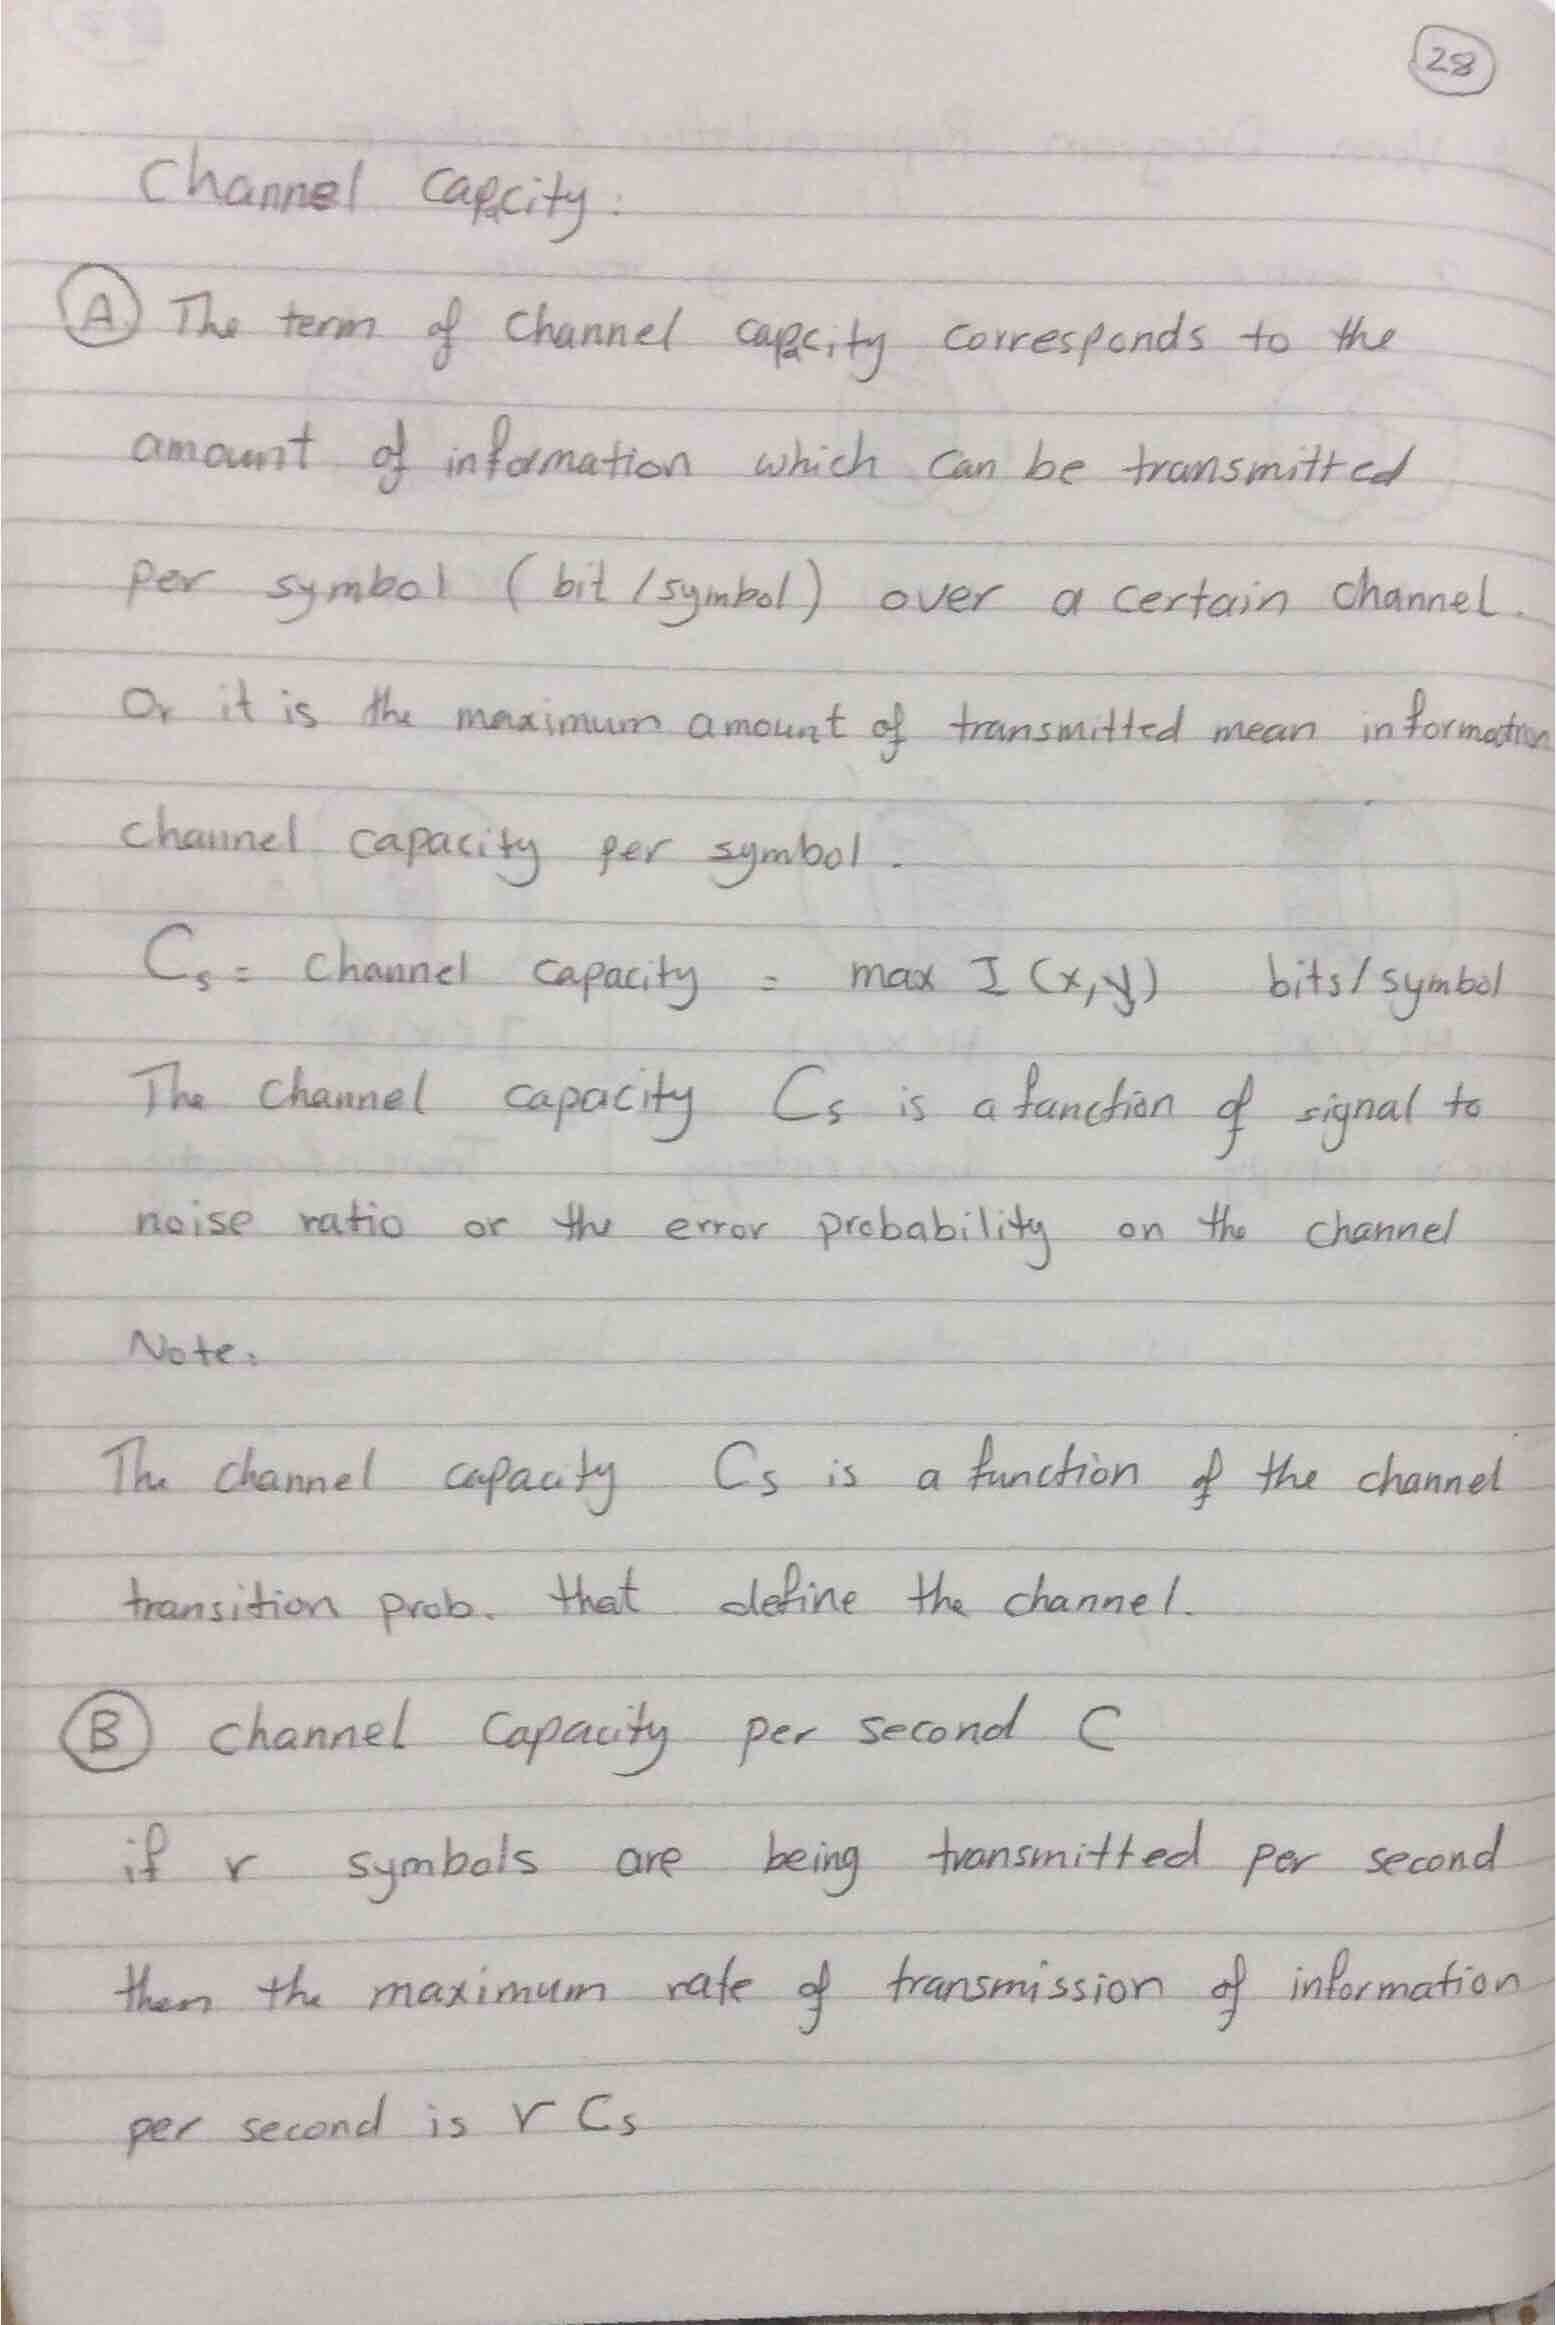 28
Channel Capacity:
A The term of channel capacity corresponds to the
amount of information which can be transmitted
per symbol (bit/symbol) over a certain channel.
Or it is the maximum amount of transmitted mean information
channel capacity per symbol.
Cs = channel capacity = max I (x,y) bits/symbol
The channel capacity Cs is a function of signal to
noise ratio or the error probability on the channel
Note:
The channel capacity Cs is a function of the channel
transition prob. that define the channel.
B channel Capacity per second C
if r symbols are being transmitted per second
then the maximum rate of transmission of information
per second is r Cs